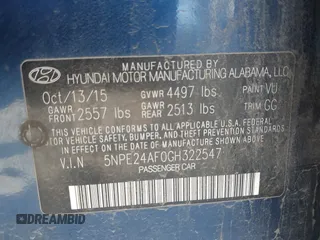 MANUFACTURED BY
HYUNDAI MOTOR MANUFACTURING ALABAMA, LLC
Oct/13/15 GVWR 4497 lbs PAINT VU
GAWR FRONT 2557 lbs GAWR REAR 2513 lbs TRIM GG
THIS VEHICLE CONFORMS TO ALL APPLICABLE
FEDERAL MOTOR VEHICLE SAFETY, BUMPER, AND THEFT
PREVENTION STANDARDS IN EFFECT ON THE DATE OF
MANUFACTURE SHOWN ABOVE.
V.I.N 5NPE24AF0GH322547
PASSENGER CAR
DREAMBID